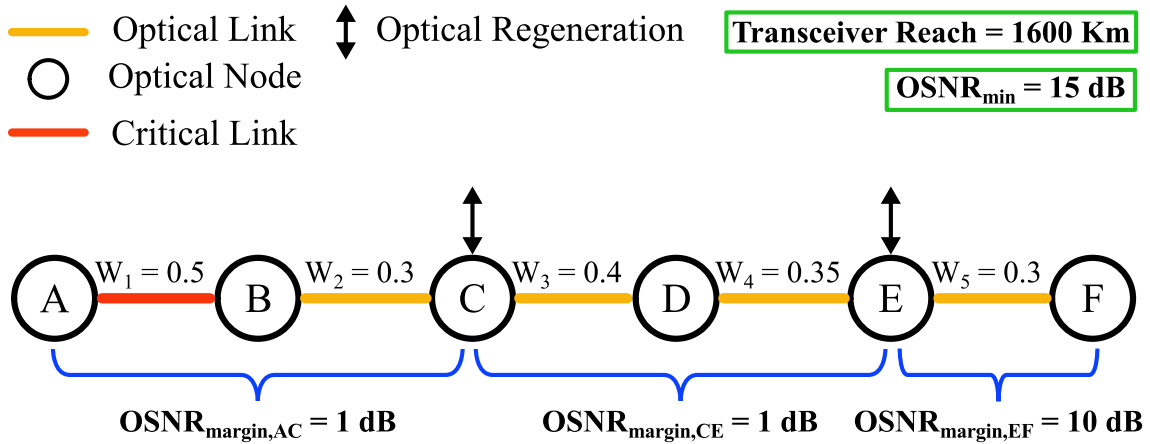 Optical Link
Optical Regeneration
Transceiver Reach = 1600 Km
Optical Node
OSNRmin = 15 dB
Critical Link
W1 = 0.5
W2 = 0.3
W3 = 0.4
W4 = 0.35
W5 = 0.3
A
B
C
D
E
F
OSNRmargin,AC = 1 dB
OSNRmargin,CE = 1 dB
OSNRmargin,EF = 10 dB